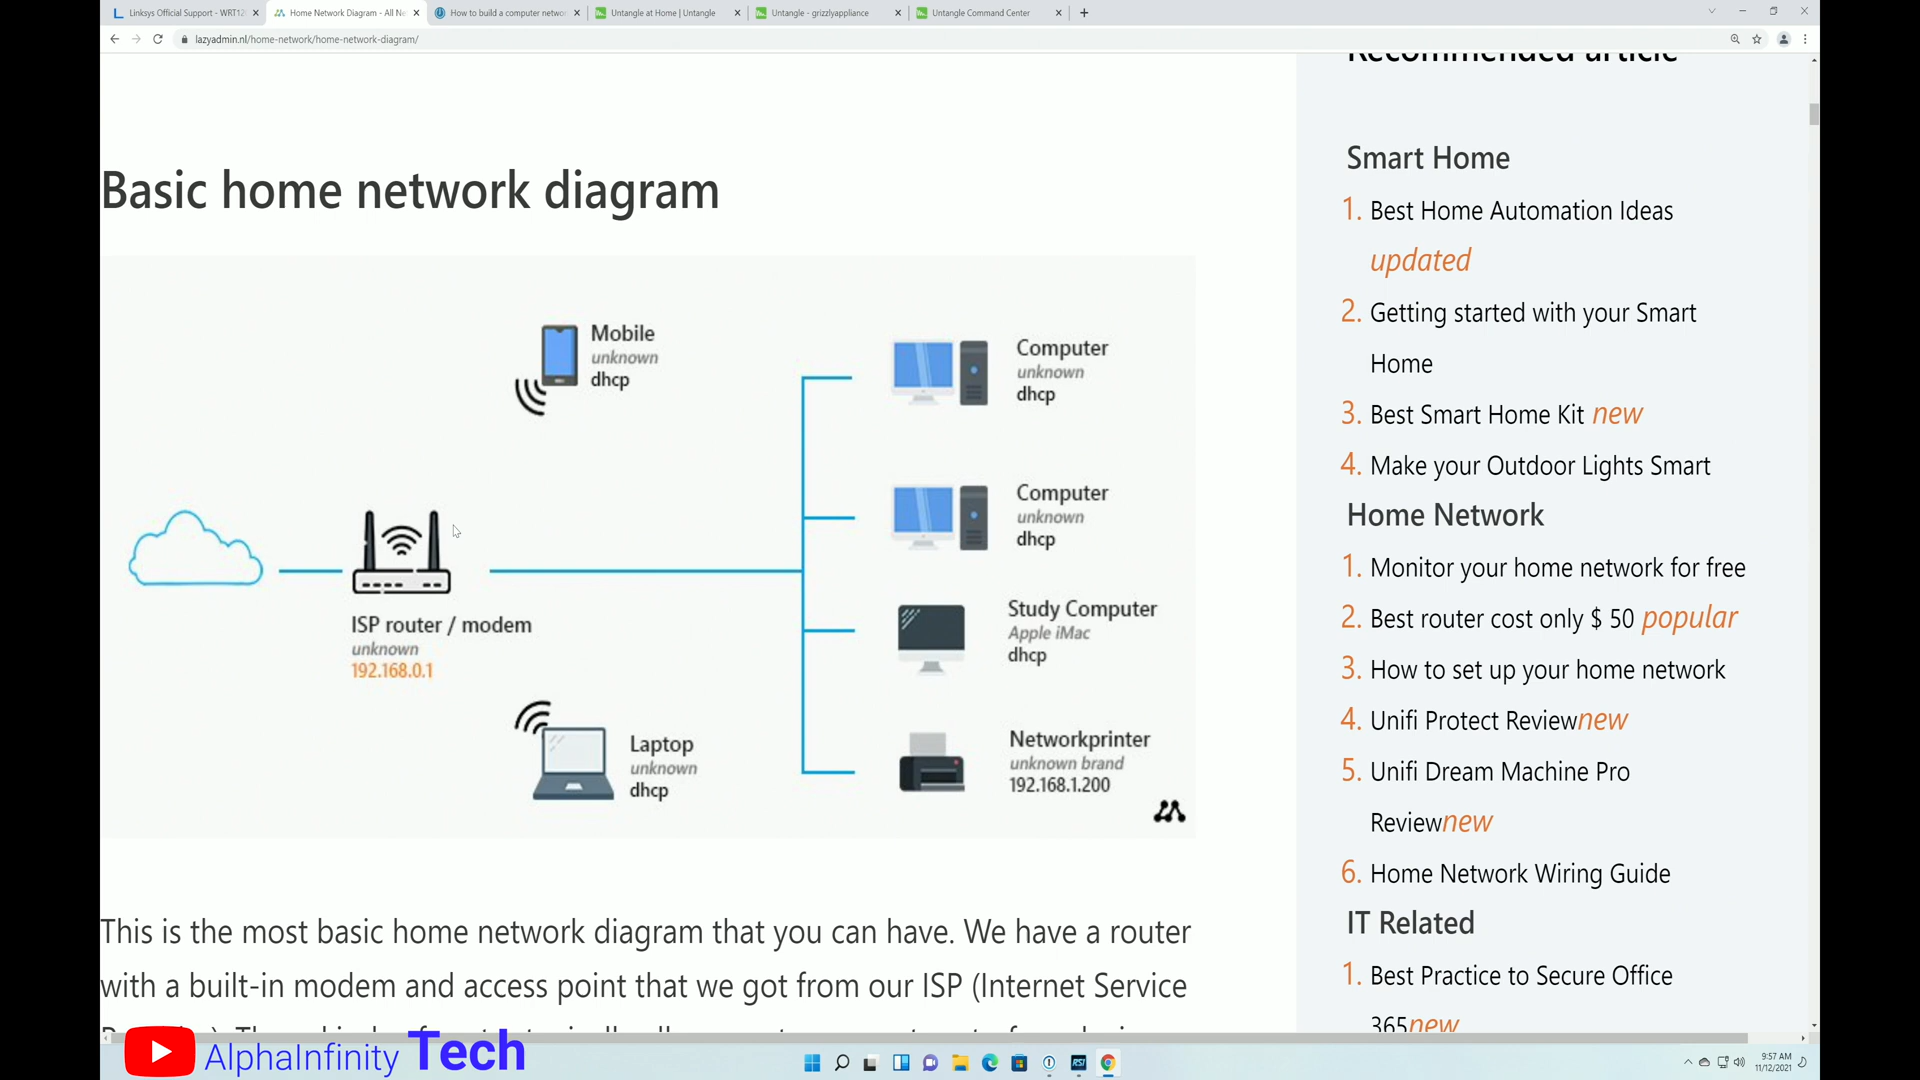 Linksys Official Support - WRT12
Home Network Diagram - All Ne
How to build a computer networ
Untangle at Home | Untangle
Untangle - grizzlyappliance
Untangle Command Center
lazyadmin.nl/home-network/home-network-diagram/
Basic home network diagram
Mobile
unknown
dhcp
Computer
unknown
dhcp
Computer
unknown
dhcp
ISP router / modem
unknown
192.168.0.1
Study Computer
Apple iMac
dhcp
Laptop
unknown
dhcp
Networkprinter
unknown brand
192.168.1.200
This is the most basic home network diagram that you can have. We have a router
with a built-in modem and access point that we got from our ISP (Internet Service
Recommended article
Smart Home
1. Best Home Automation Ideas
updated
2. Getting started with your Smart
Home
3. Best Smart Home Kit new
4. Make your Outdoor Lights Smart
Home Network
1. Monitor your home network for free
2. Best router cost only $ 50 popular
3. How to set up your home network
4. Unifi Protect Reviewnew
5. Unifi Dream Machine Pro
Reviewnew
6. Home Network Wiring Guide
IT Related
1. Best Practice to Secure Office
365new
AlphaInfinity Tech
9:57 AM
11/12/2021